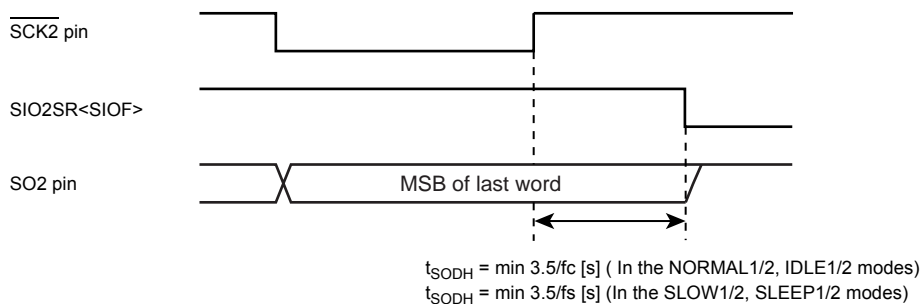 SCK2 pin
SIO2SR<SIOF>
SO2 pin
MSB of last word
tSODH = min 3.5/fc [s] ( In the NORMAL1/2, IDLE1/2 modes)
tSODH = min 3.5/fs [s] (In the SLOW1/2, SLEEP1/2 modes)